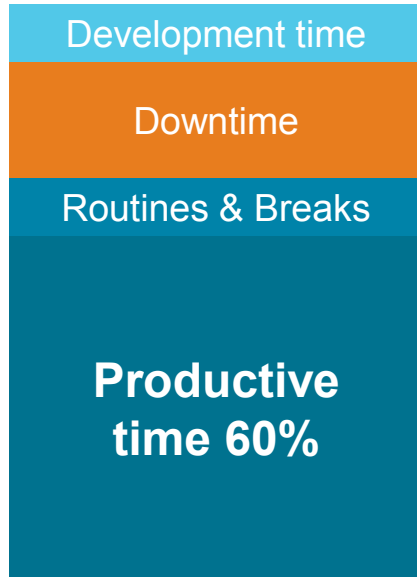 Development time
Downtime
Routines & Breaks
Productive
time 60%